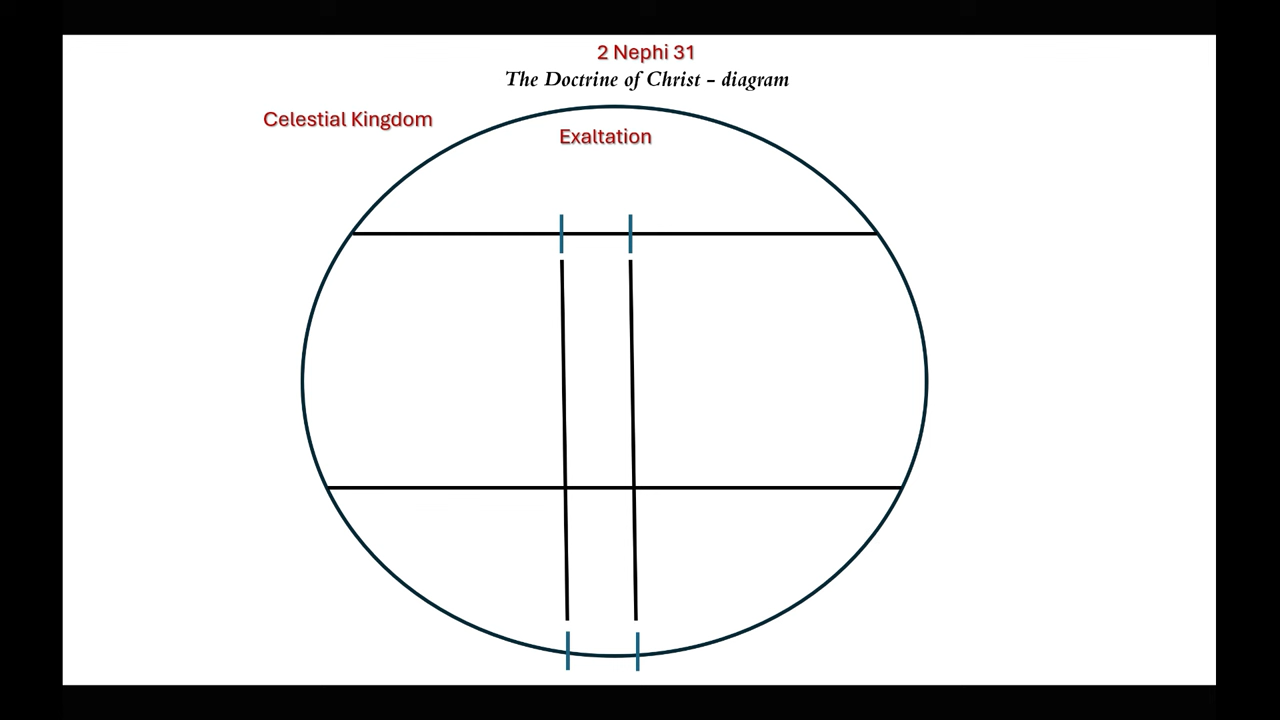 2 Nephi 31
The Doctrine of Christ – diagram
Celestial Kingdom
Exaltation